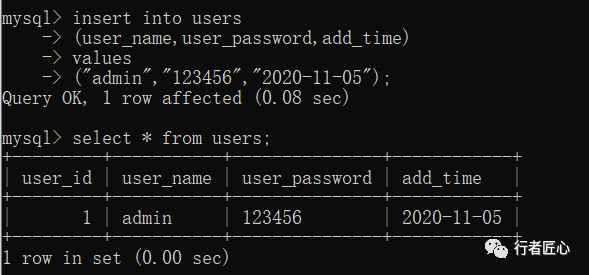 mysql> insert into users
    -> (user_name,user_password,add_time)
    -> values
    -> ("admin","123456","2020-11-05");
Query OK, 1 row affected (0.08 sec)
mysql> select * from users;
+---------+-----------+---------------+------------+
| user_id | user_name | user_password | add_time   |
+---------+-----------+---------------+------------+
|       1 | admin     | 123456        | 2020-11-05 |
+---------+-----------+---------------+------------+
1 row in set (0.00 sec)
行者匠心